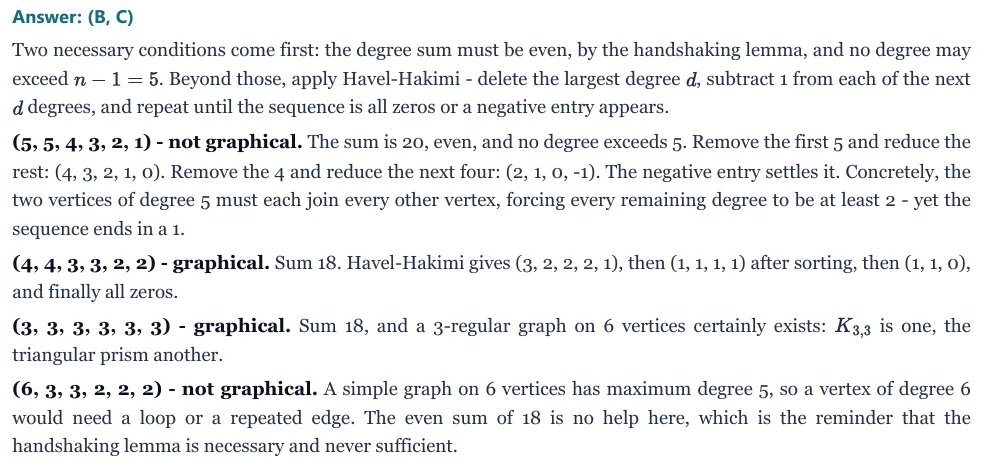 Answer: (B, C)
Two necessary conditions come first: the degree sum must be even, by the handshaking lemma, and no degree may
exceed n − 1 = 5. Beyond those, apply Havel-Hakimi - delete the largest degree d, subtract 1 from each of the next
d degrees, and repeat until the sequence is all zeros or a negative entry appears.
(5, 5, 4, 3, 2, 1) - not graphical. The sum is 20, even, and no degree exceeds 5. Remove the first 5 and reduce the
rest: (4, 3, 2, 1, 0). Remove the 4 and reduce the next four: (2, 1, 0, -1). The negative entry settles it. Concretely, the
two vertices of degree 5 must each join every other vertex, forcing every remaining degree to be at least 2 - yet the
sequence ends in a 1.
(4, 4, 3, 3, 2, 2) - graphical. Sum 18. Havel-Hakimi gives (3, 2, 2, 2, 1), then (1, 1, 1, 1) after sorting, then (1, 1, 0),
and finally all zeros.
(3, 3, 3, 3, 3, 3) - graphical. Sum 18, and a 3-regular graph on 6 vertices certainly exists: K3,3 is one, the
triangular prism another.
(6, 3, 3, 2, 2, 2) - not graphical. A simple graph on 6 vertices has maximum degree 5, so a vertex of degree 6
would need a loop or a repeated edge. The even sum of 18 is no help here, which is the reminder that the
handshaking lemma is necessary and never sufficient.